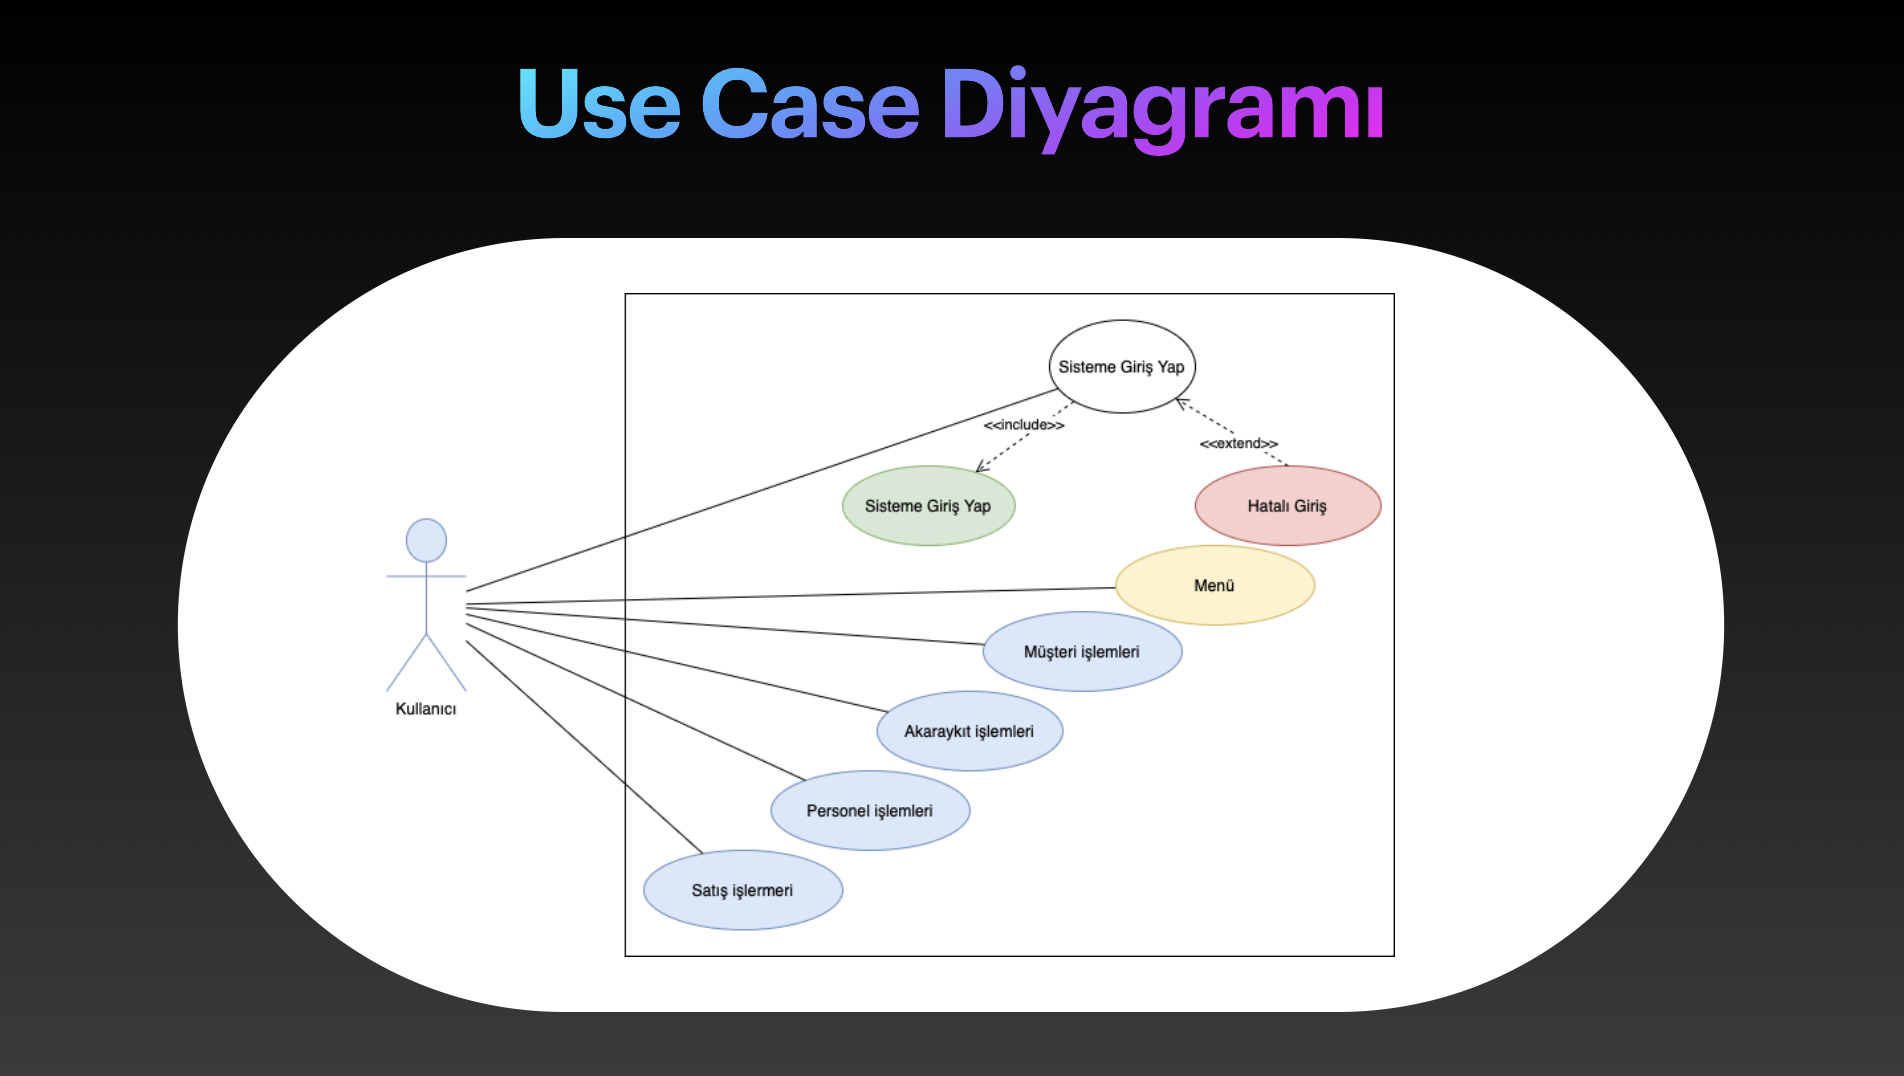 Use Case Diyagramı
Sisteme Giriş Yap
<<include>>
<<extend>>
Sisteme Giriş Yap
Hatalı Giriş
Menü
Müşteri işlemleri
Kullanıcı
Akaraykıt işlemleri
Personel işlemleri
Satış işlermeri